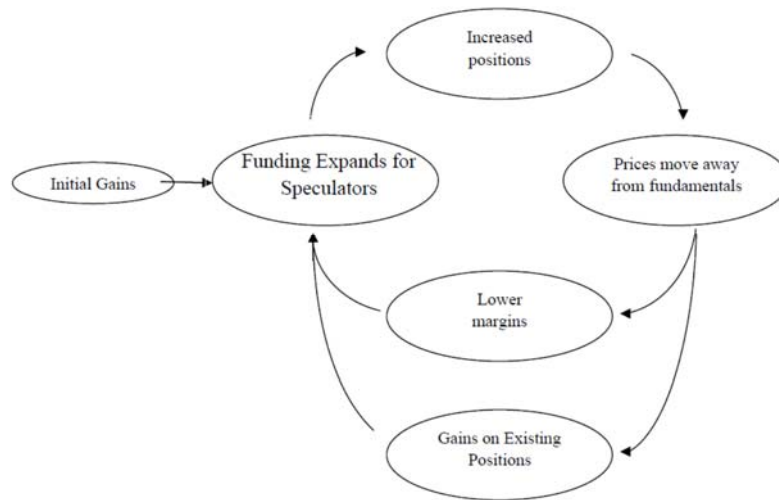 Increased
positions
Initial Gains
Funding Expands for
Speculators
Prices move away
from fundamentals
Lower
margins
Gains on Existing
Positions